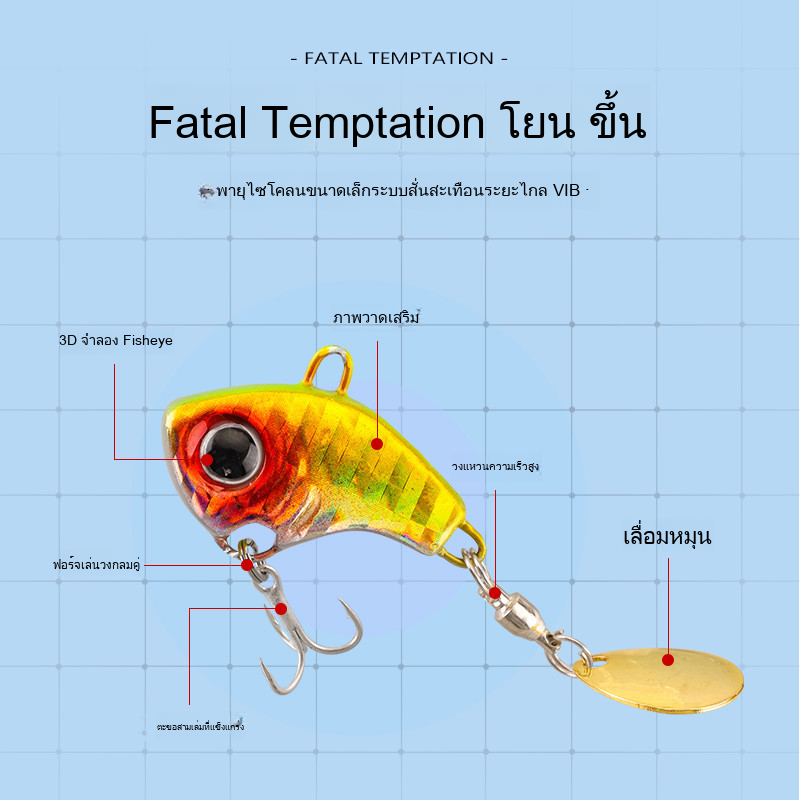 - FATAL TEMPTATION -
Fatal Temptation โยน ขึ้น
พายุไซโคลนขนาดเล็กระบบสั่นสะเทือนระยะไกล VIB
ภาพวาดเสริม
3D จำลอง Fisheye
วงแหวนความเร็วสูง
เลื่อมหมุน
ฟอร์จเล่นวงกลมคู่
ตะขอสามเล่มที่แข็งแกร่ง